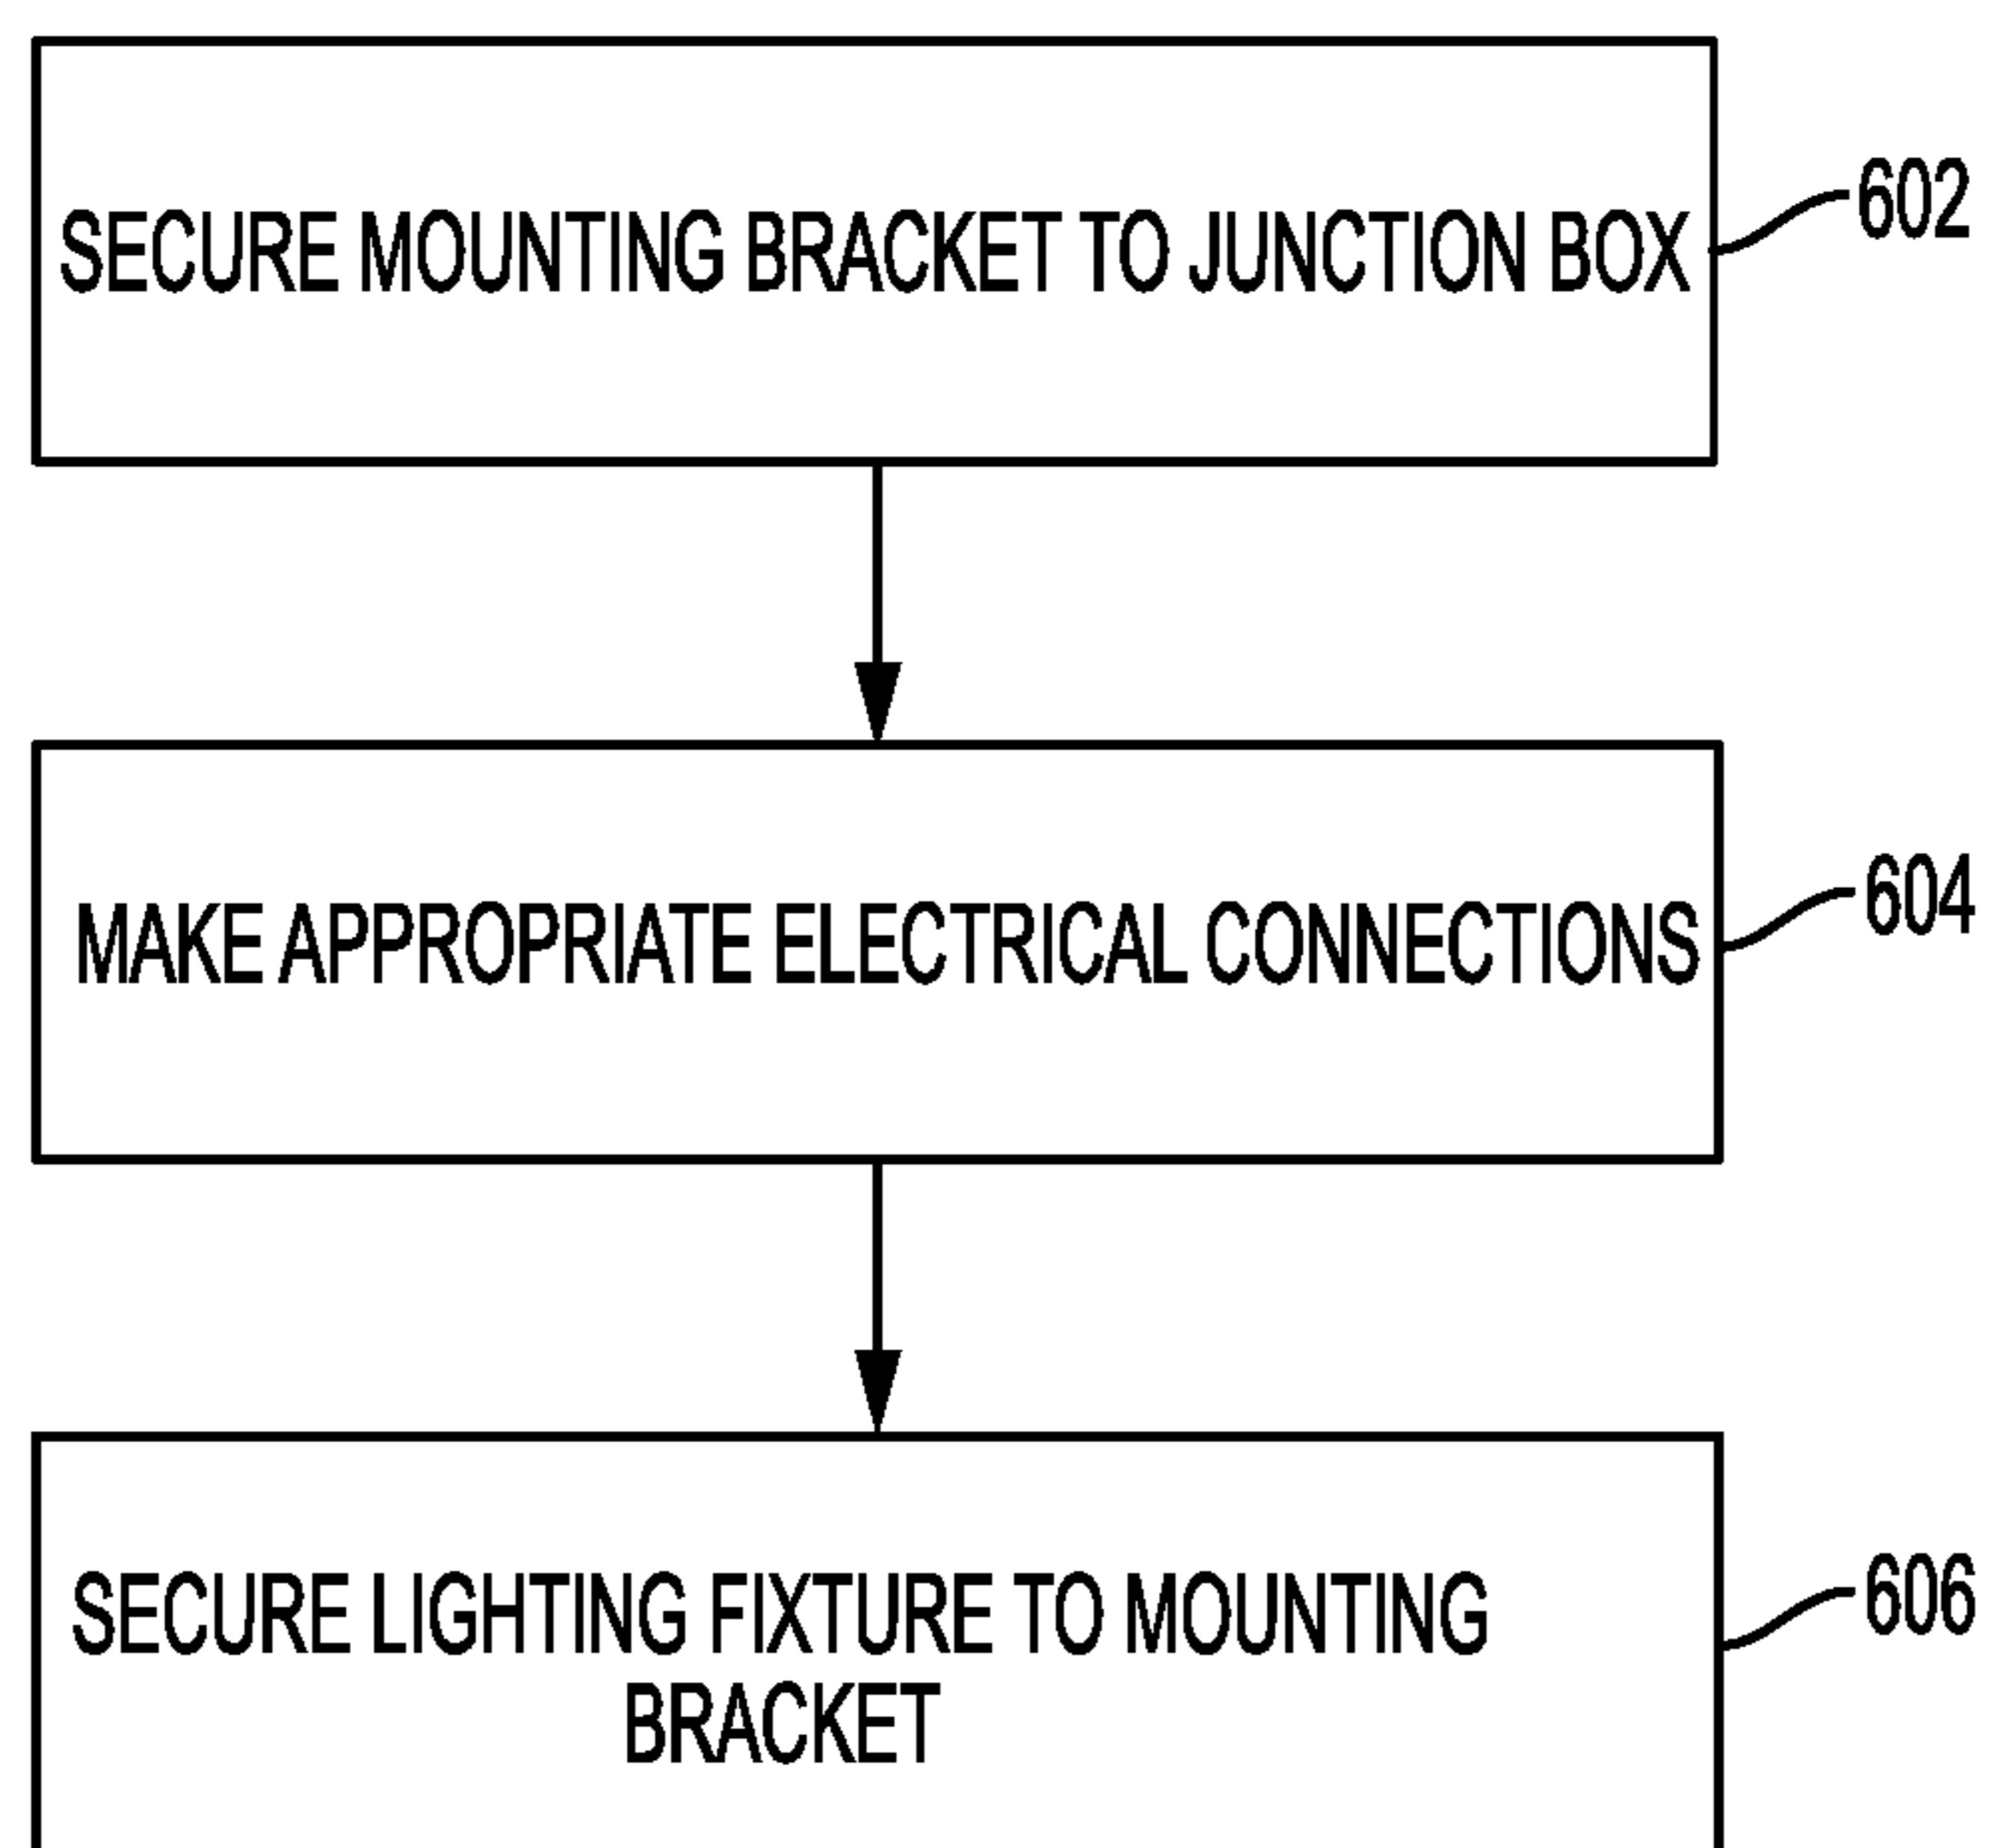 SECURE MOUNTING BRACKET TO JUNCTION BOX
602
MAKE APPROPRIATE ELECTRICAL CONNECTIONS
604
SECURE LIGHTING FIXTURE TO MOUNTING
BRACKET
606